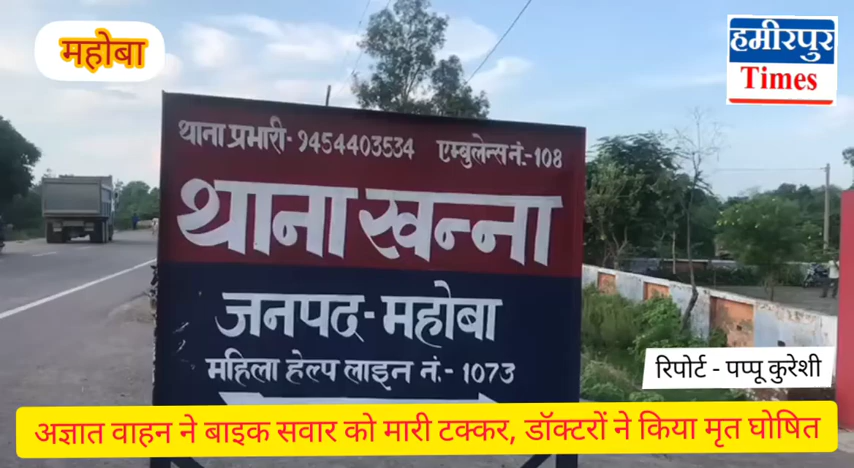 महोबा
हमीरपुर
Times
थाना प्रभारी.- 9454403534 एम्बुलेन्स नं.- 108
थाना खन्ना
जनपद - महोबा
महिला हेल्प लाइन नं.- 1073
रिपोर्ट - पप्पू कुरेशी
अज्ञात वाहन ने बाइक सवार को मारी टक्कर, डॉक्टरों ने किया मृत घोषित